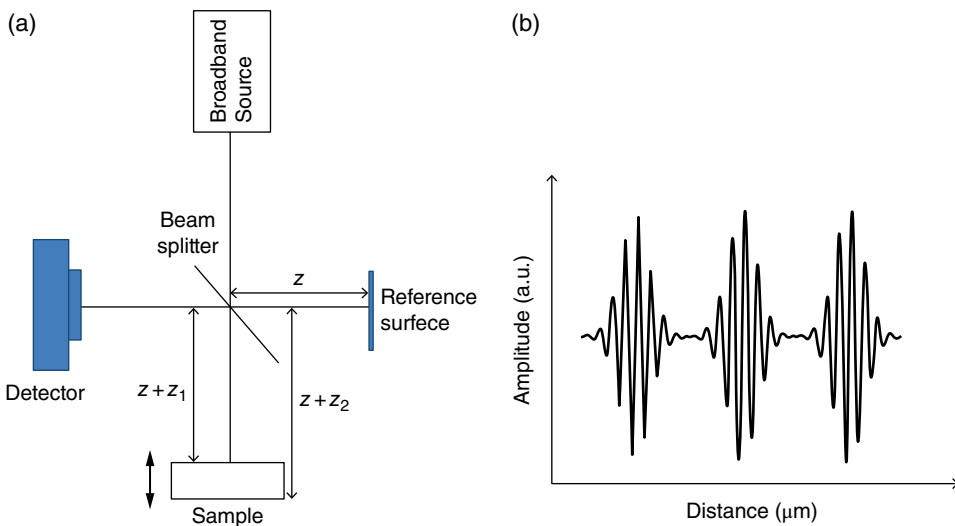 (a)
Broadband
Source
Beam
splitter
z
Reference
surfece
Detector
z + z₁
z + z₂
Sample
(b)
Amplitude (a.u.)
Distance (μm)